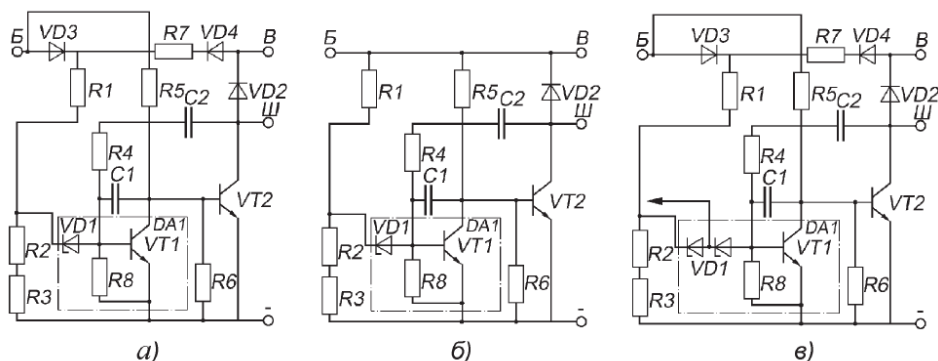 Б VD3 R7 VD4 В
R1 R5 C2 VD2
Ш
R4
C1
VT2
VD1 DA1
VT1
R2
R8 R6
R3
-
а)
Б В
R1 R5 C2 VD2
Ш
R4
C1
VT2
VD1 DA1
VT1
R2
R8 R6
R3
-
б)
Б VD3 R7 VD4 В
R1 R5 C2 VD2
Ш
R4
C1
VT2
DA1
VT1
R2 VD1
R8 R6
R3
-
в)